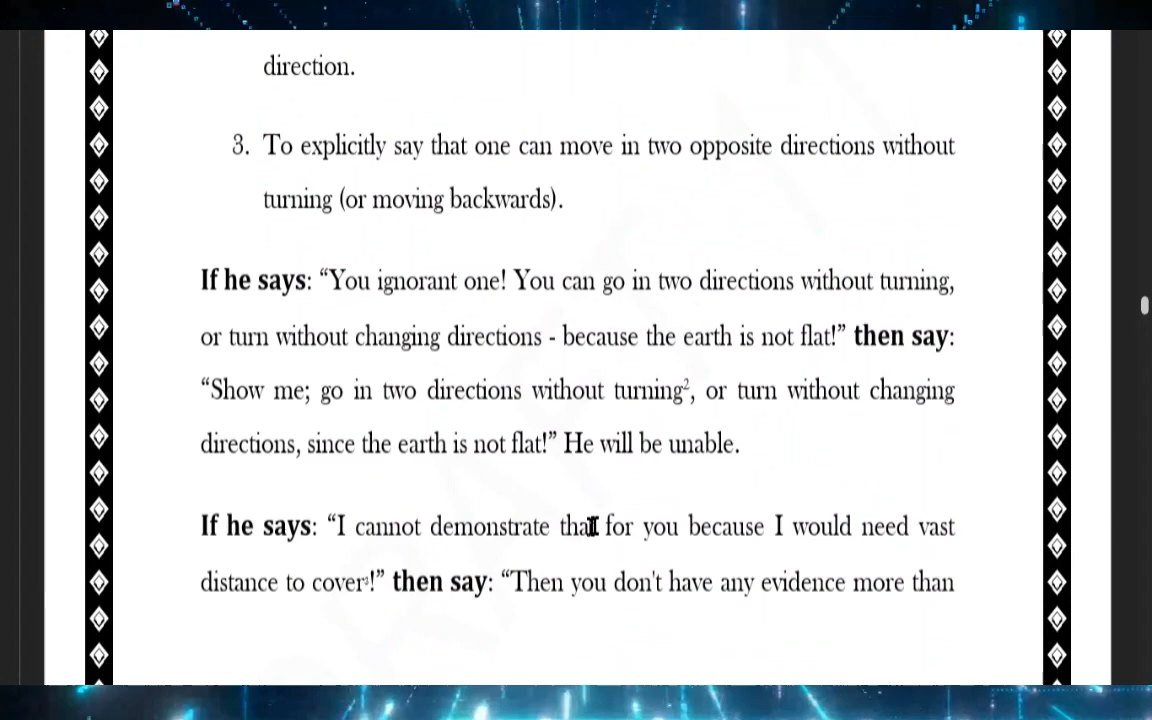 direction.
3. To explicitly say that one can move in two opposite directions without
turning (or moving backwards).
If he says: “You ignorant one! You can go in two directions without turning,
or turn without changing directions - because the earth is not flat!” then say:
“Show me; go in two directions without turning², or turn without changing
directions, since the earth is not flat!” He will be unable.
If he says: “I cannot demonstrate that for you because I would need vast
distance to cover³!” then say: “Then you don't have any evidence more than